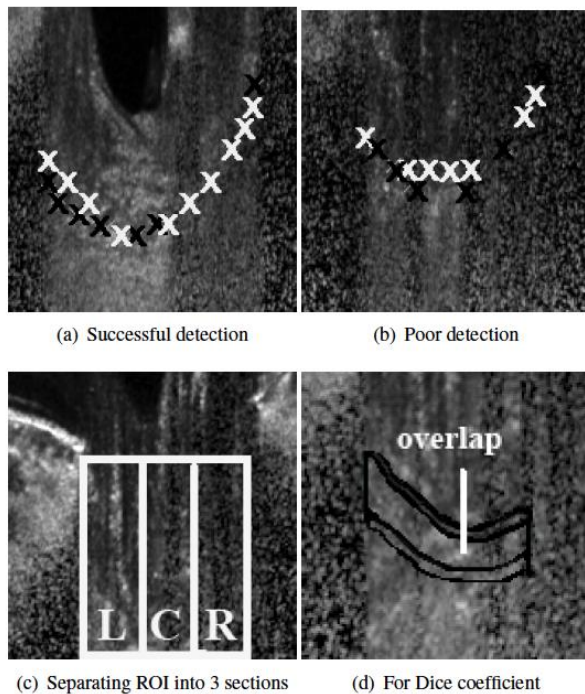 (a) Successful detection
(b) Poor detection
L C R
overlap
(c) Separating ROI into 3 sections
(d) For Dice coefficient